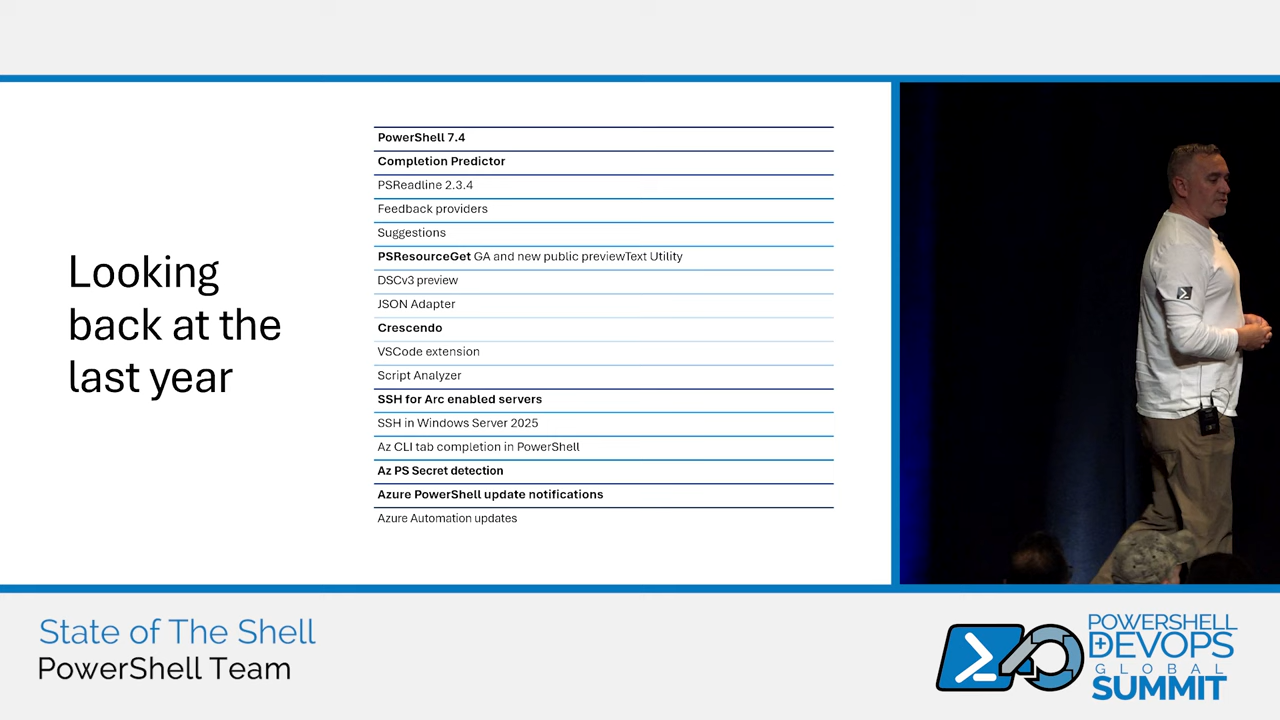 Looking
back at the
last year
PowerShell 7.4
Completion Predictor
PSReadline 2.3.4
Feedback providers
Suggestions
PSResourceGet GA and new public previewText Utility
DSCv3 preview
JSON Adapter
Crescendo
VSCode extension
Script Analyzer
SSH for Arc enabled servers
SSH in Windows Server 2025
Az CLI tab completion in PowerShell
Az PS Secret detection
Azure PowerShell update notifications
Azure Automation updates
State of The Shell
PowerShell Team
POWERSHELL
+DEVOPS
GLOBAL
SUMMIT